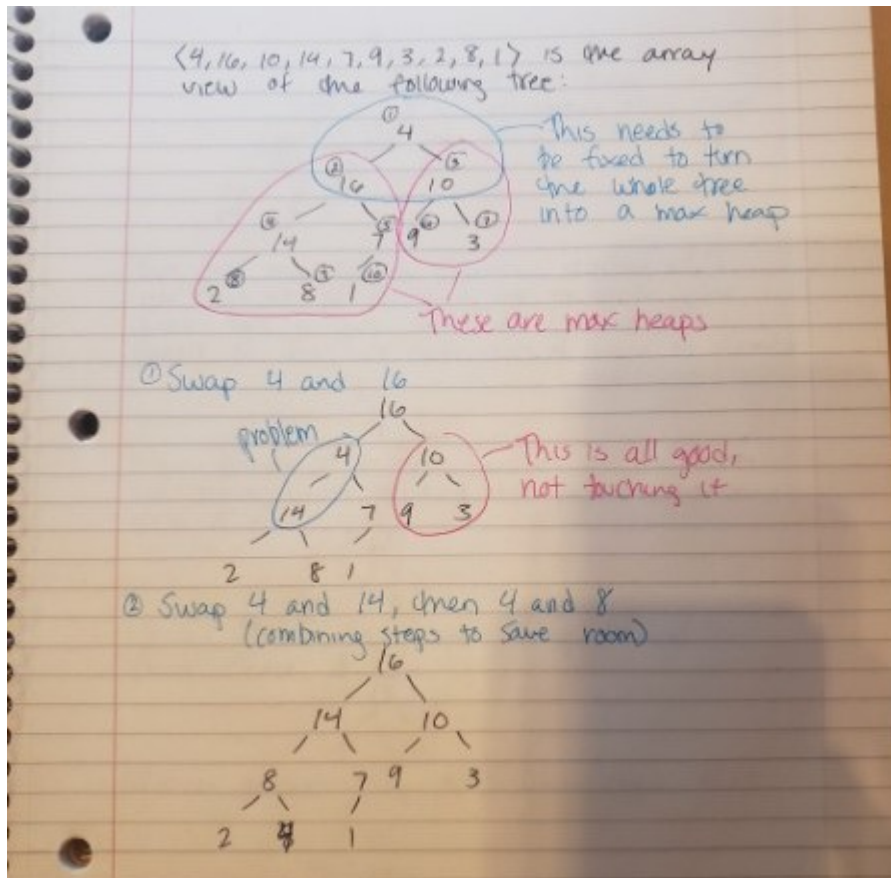 <4, 16, 10, 14, 7, 9, 3, 2, 8, 1> is the array
view of the following tree:
① 4
② 16 ③ 10
This needs to
be fixed to turn
the whole tree
into a max heap
④ 14 ⑤ 7 ⑥ 9 ⑦ 3
⑧ 2 ⑨ 8 ⑩ 1
These are max heaps
① Swap 4 and 16
16
problem
4 10
This is all good,
not touching it
14 7 9 3
2 8 1
② Swap 4 and 14, then 4 and 8
(combining steps to save room)
16
14 10
8 7 9 3
2 4 1